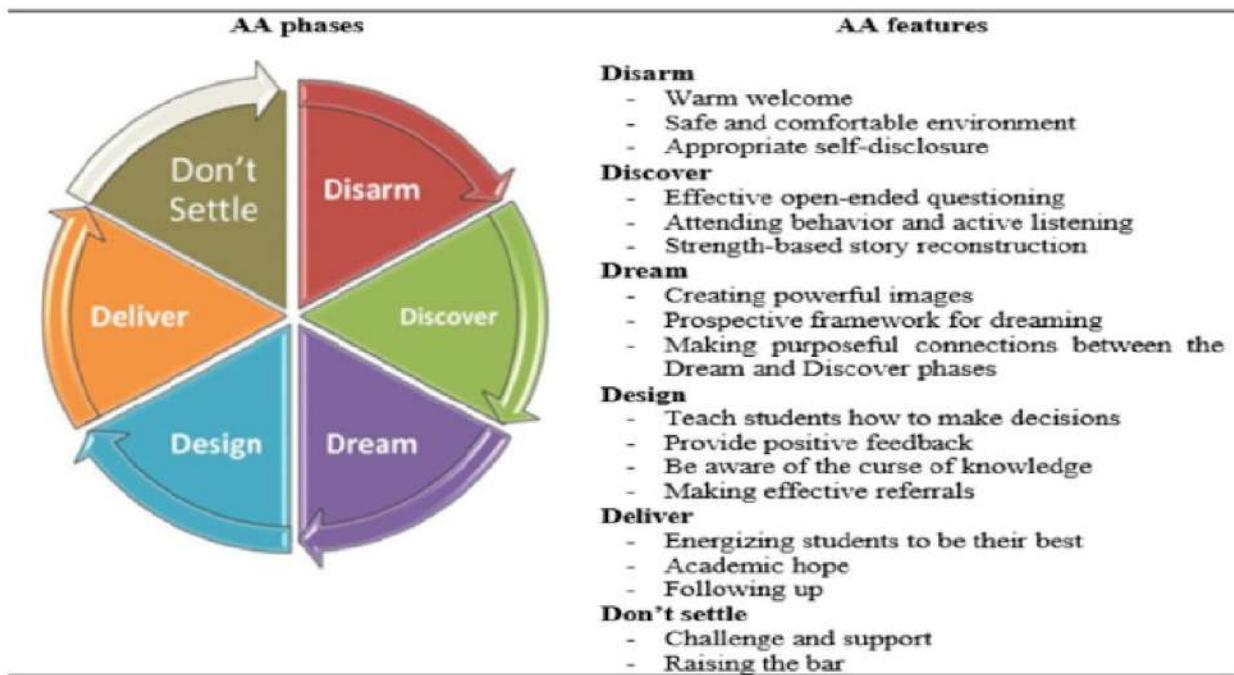 AA phases
Don't
Settle
Disarm
Deliver
Discover
Design
Dream
AA features
Disarm
- Warm welcome
- Safe and comfortable environment
- Appropriate self-disclosure
Discover
- Effective open-ended questioning
- Attending behavior and active listening
- Strength-based story reconstruction
Dream
- Creating powerful images
- Prospective framework for dreaming
- Making purposeful connections between the
Dream and Discover phases
Design
- Teach students how to make decisions
- Provide positive feedback
- Be aware of the curse of knowledge
- Making effective referrals
Deliver
- Energizing students to be their best
- Academic hope
- Following up
Don't settle
- Challenge and support
- Raising the bar